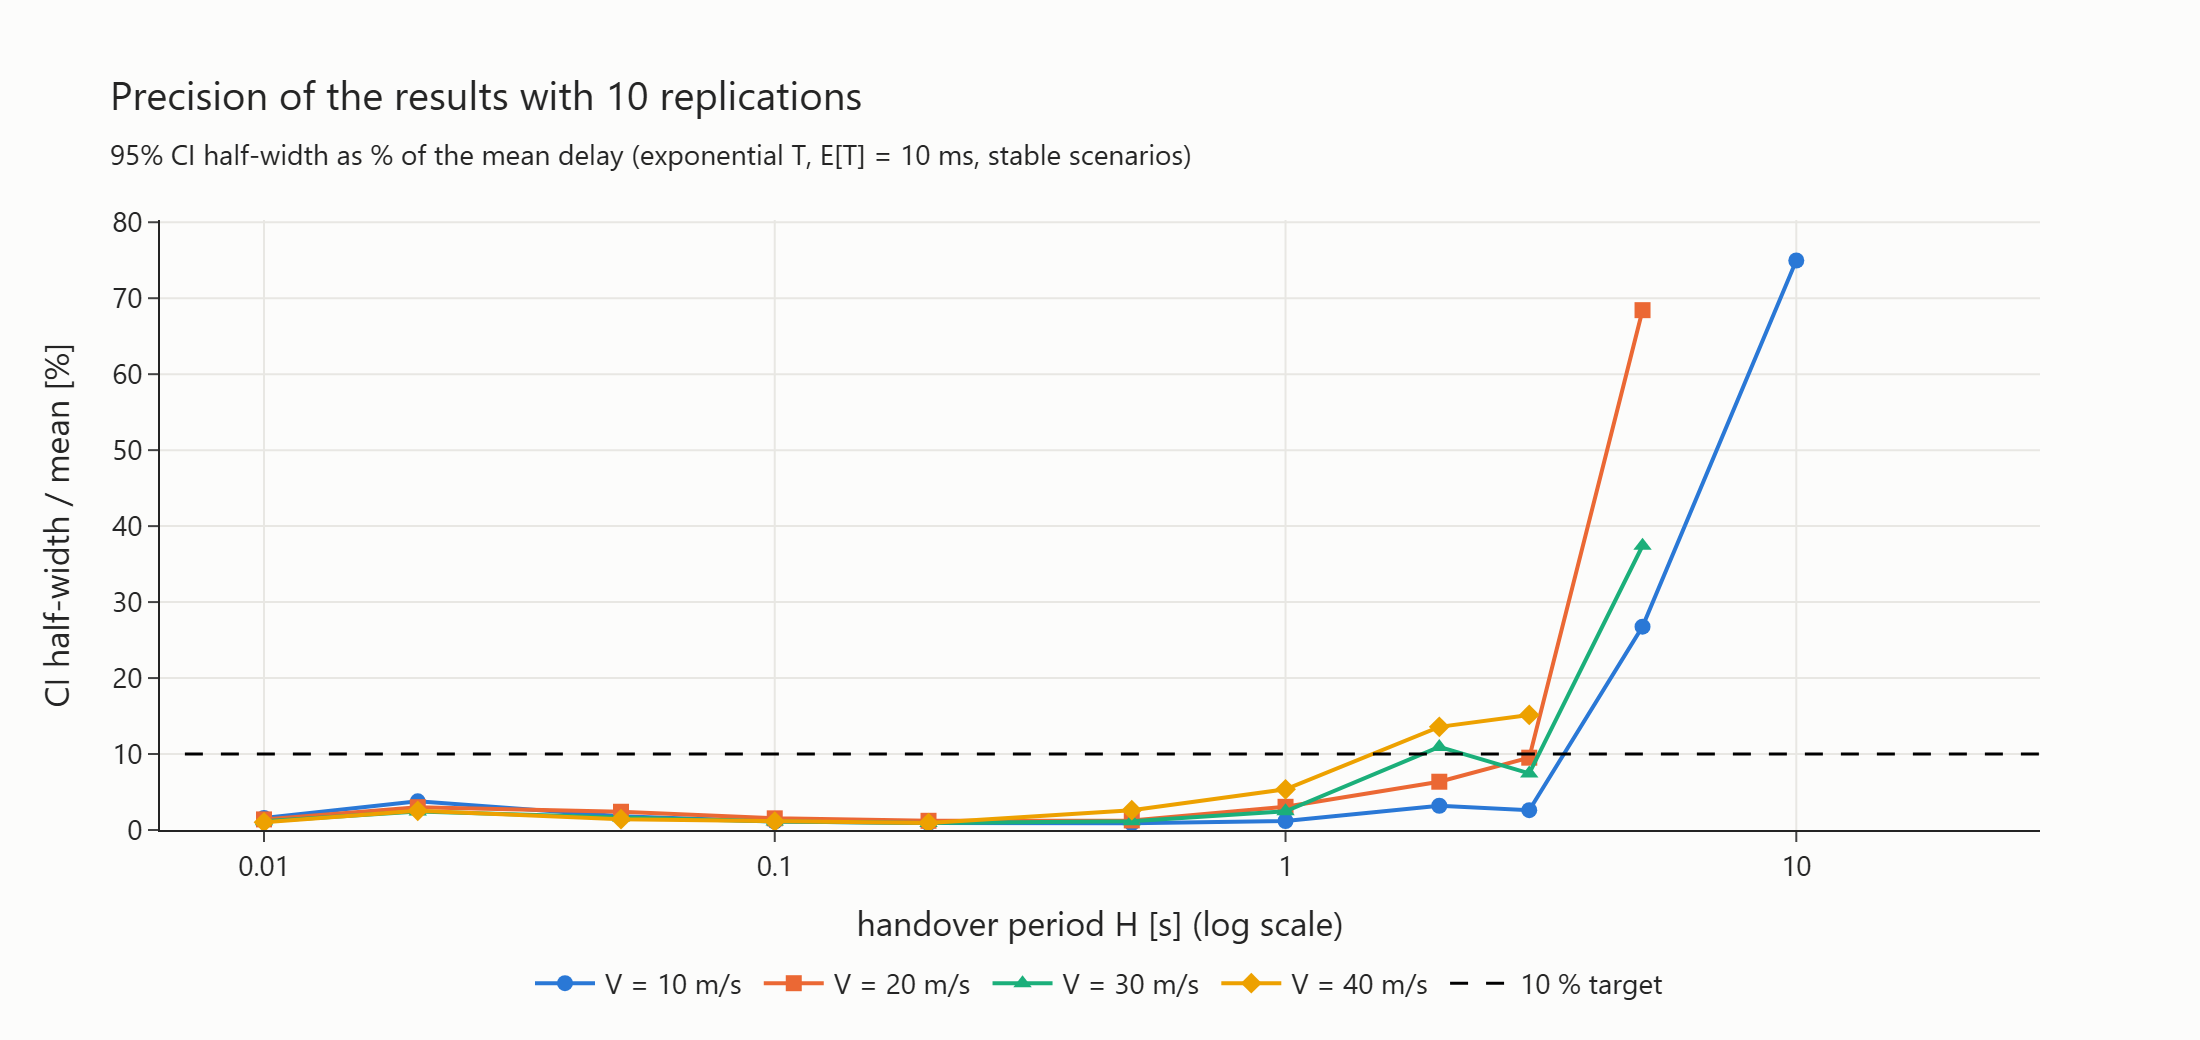 Precision of the results with 10 replications
95% CI half-width as % of the mean delay (exponential T, E[T] = 10 ms, stable scenarios)
CI half-width / mean [%]
80
70
60
50
40
30
20
10
0
0.01 0.1 1 10
handover period H [s] (log scale)
V = 10 m/s V = 20 m/s V = 30 m/s V = 40 m/s 10 % target